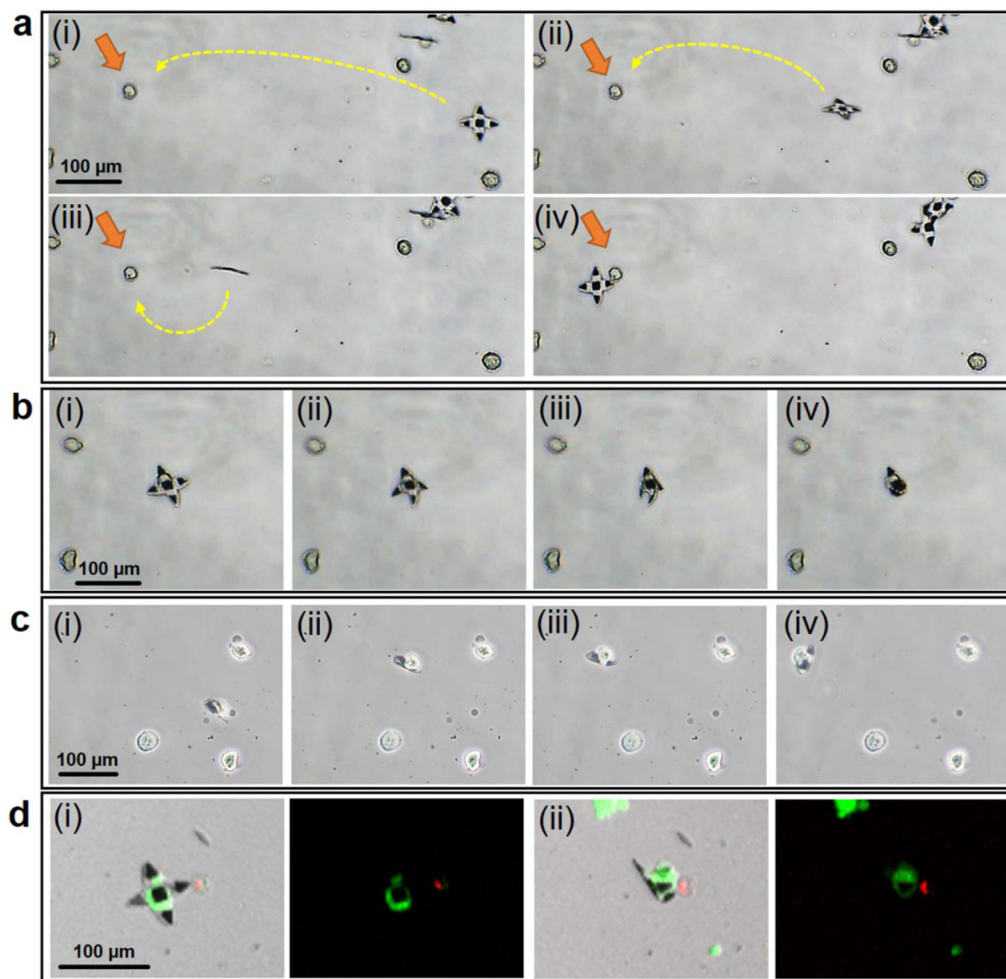 a
(i)
(ii)
100 μm
(iii)
(iv)
b
(i)
(ii)
(iii)
(iv)
100 μm
c
(i)
(ii)
(iii)
(iv)
100 μm
d
(i)
(ii)
100 μm